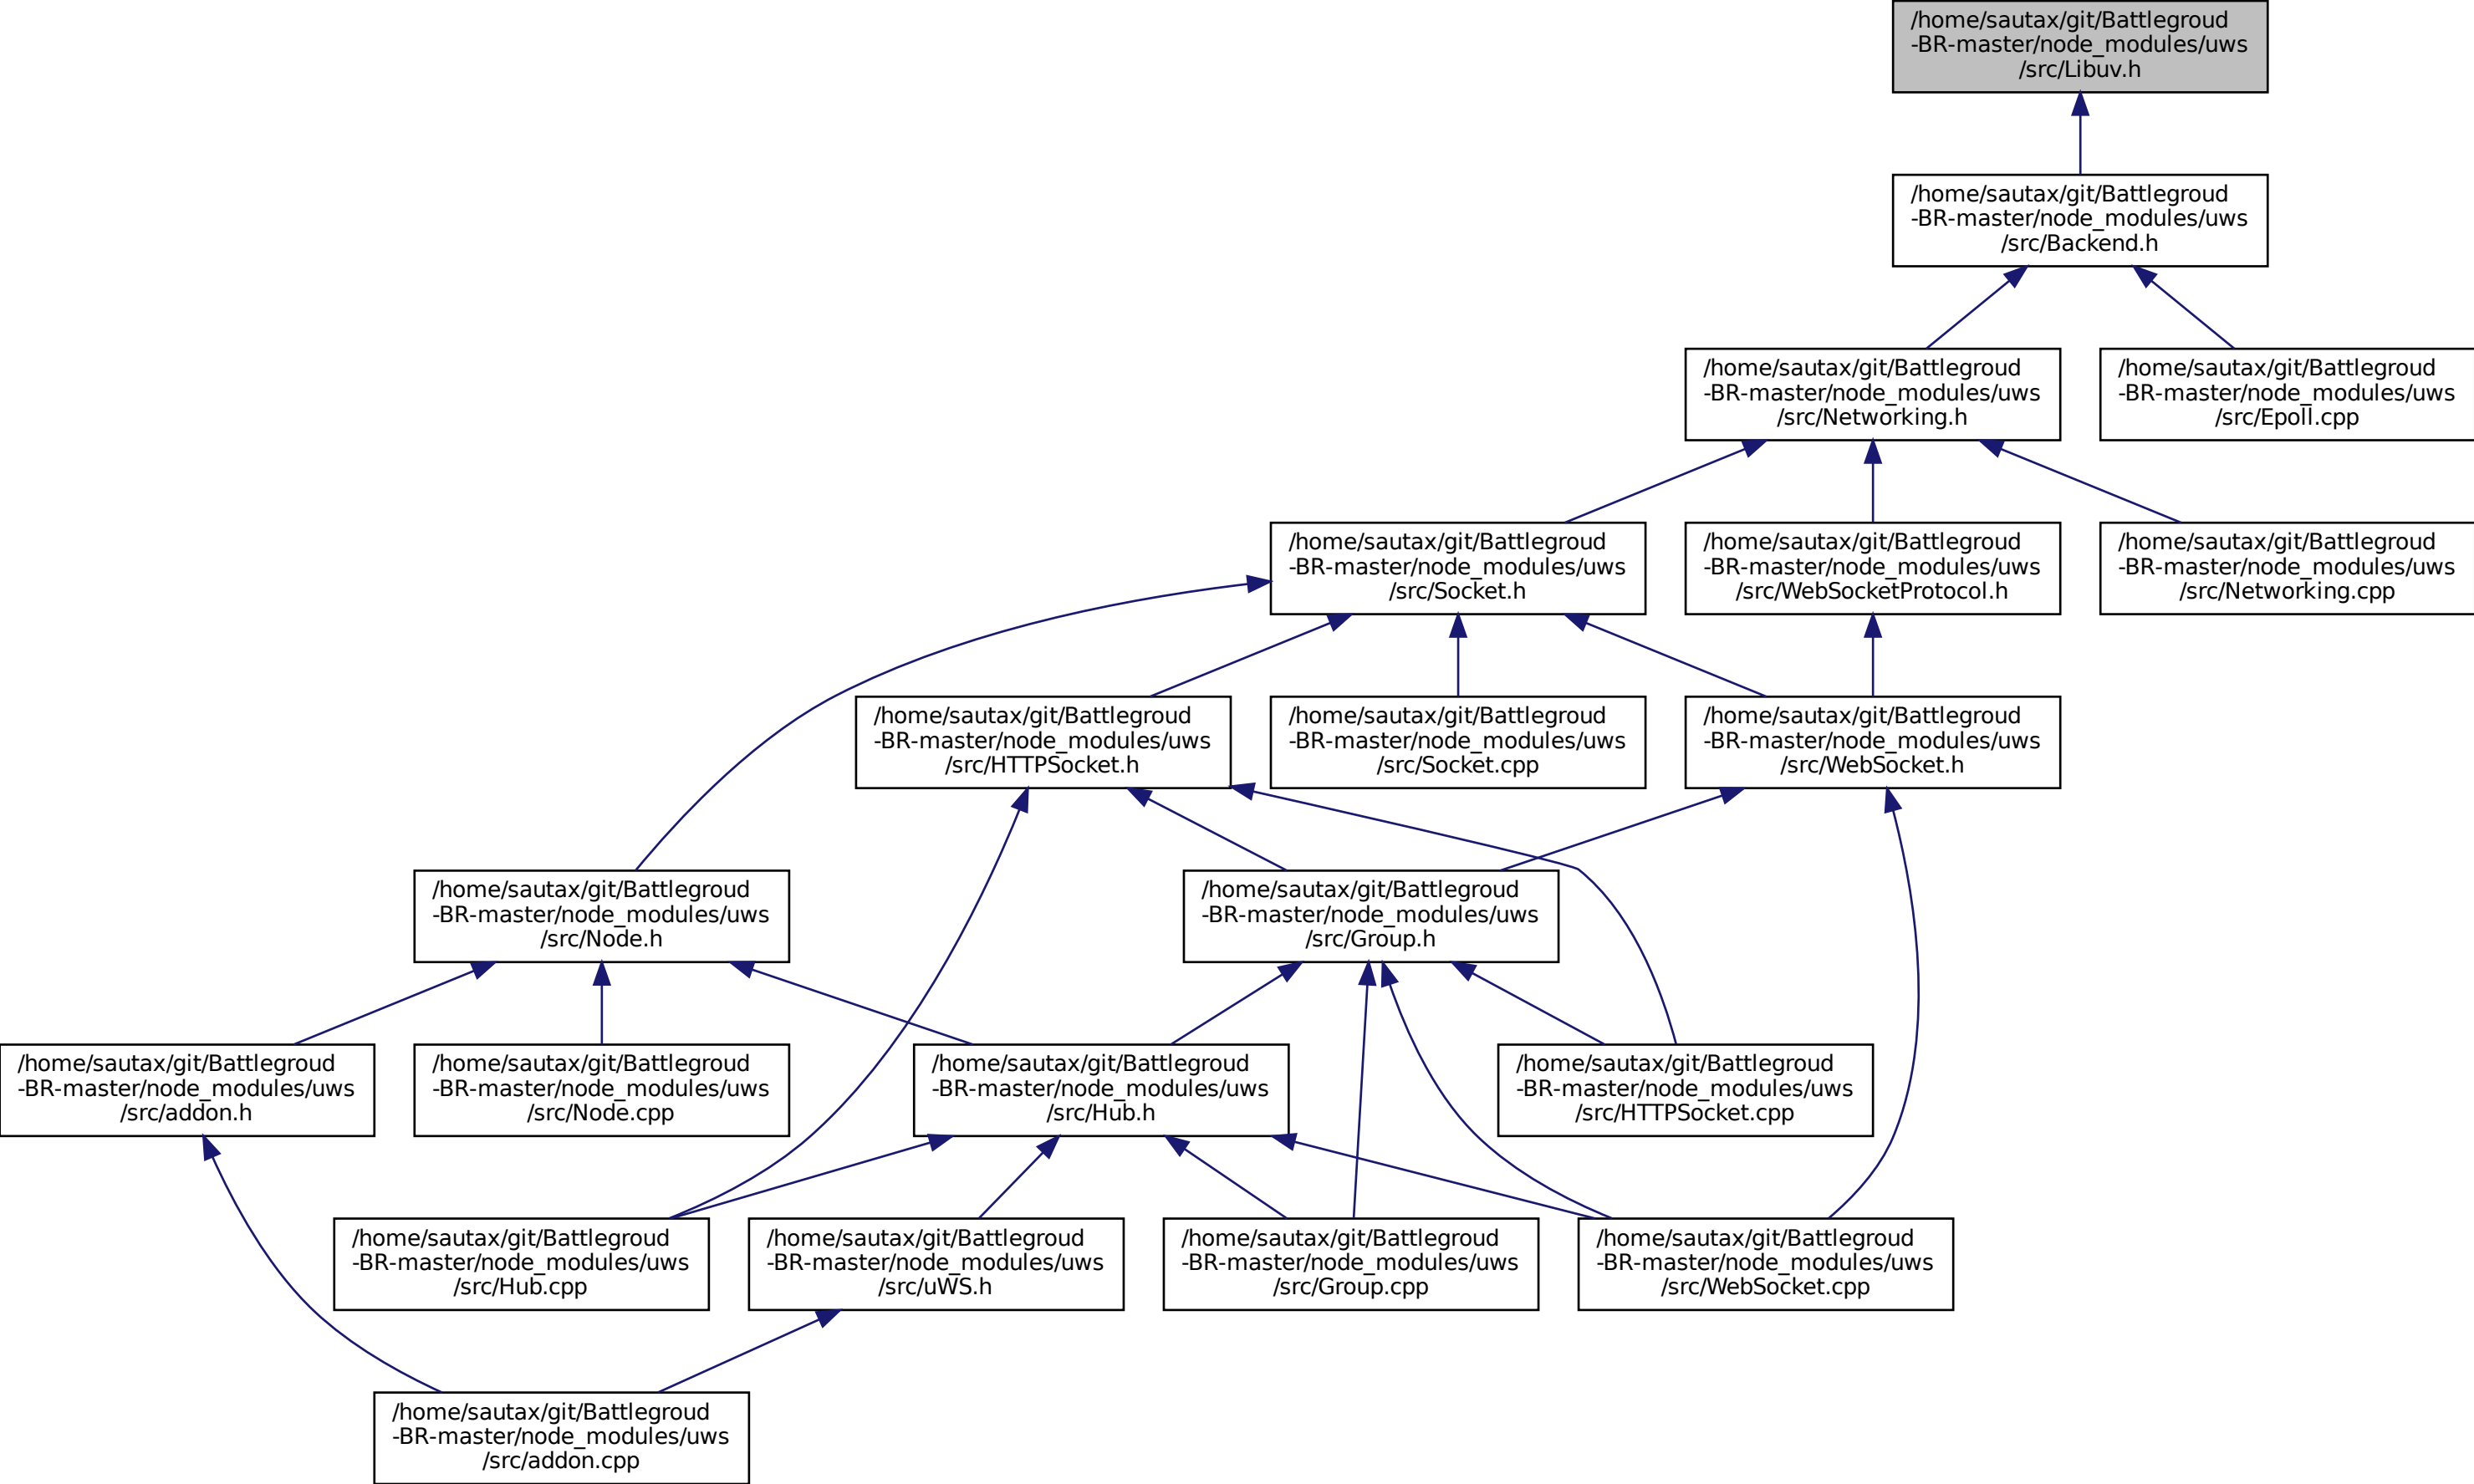 /home/sautax/git/Battlegroud
-BR-master/node_modules/uws
/src/Libuv.h
/home/sautax/git/Battlegroud
-BR-master/node_modules/uws
/src/Backend.h
/home/sautax/git/Battlegroud
-BR-master/node_modules/uws
/src/Networking.h
/home/sautax/git/Battlegroud
-BR-master/node_modules/uws
/src/Epoll.cpp
/home/sautax/git/Battlegroud
-BR-master/node_modules/uws
/src/Socket.h
/home/sautax/git/Battlegroud
-BR-master/node_modules/uws
/src/WebSocketProtocol.h
/home/sautax/git/Battlegroud
-BR-master/node_modules/uws
/src/Networking.cpp
/home/sautax/git/Battlegroud
-BR-master/node_modules/uws
/src/HTTPSocket.h
/home/sautax/git/Battlegroud
-BR-master/node_modules/uws
/src/Socket.cpp
/home/sautax/git/Battlegroud
-BR-master/node_modules/uws
/src/WebSocket.h
/home/sautax/git/Battlegroud
-BR-master/node_modules/uws
/src/Node.h
/home/sautax/git/Battlegroud
-BR-master/node_modules/uws
/src/Group.h
/home/sautax/git/Battlegroud
-BR-master/node_modules/uws
/src/addon.h
/home/sautax/git/Battlegroud
-BR-master/node_modules/uws
/src/Node.cpp
/home/sautax/git/Battlegroud
-BR-master/node_modules/uws
/src/Hub.h
/home/sautax/git/Battlegroud
-BR-master/node_modules/uws
/src/HTTPSocket.cpp
/home/sautax/git/Battlegroud
-BR-master/node_modules/uws
/src/Hub.cpp
/home/sautax/git/Battlegroud
-BR-master/node_modules/uws
/src/uWS.h
/home/sautax/git/Battlegroud
-BR-master/node_modules/uws
/src/Group.cpp
/home/sautax/git/Battlegroud
-BR-master/node_modules/uws
/src/WebSocket.cpp
/home/sautax/git/Battlegroud
-BR-master/node_modules/uws
/src/addon.cpp